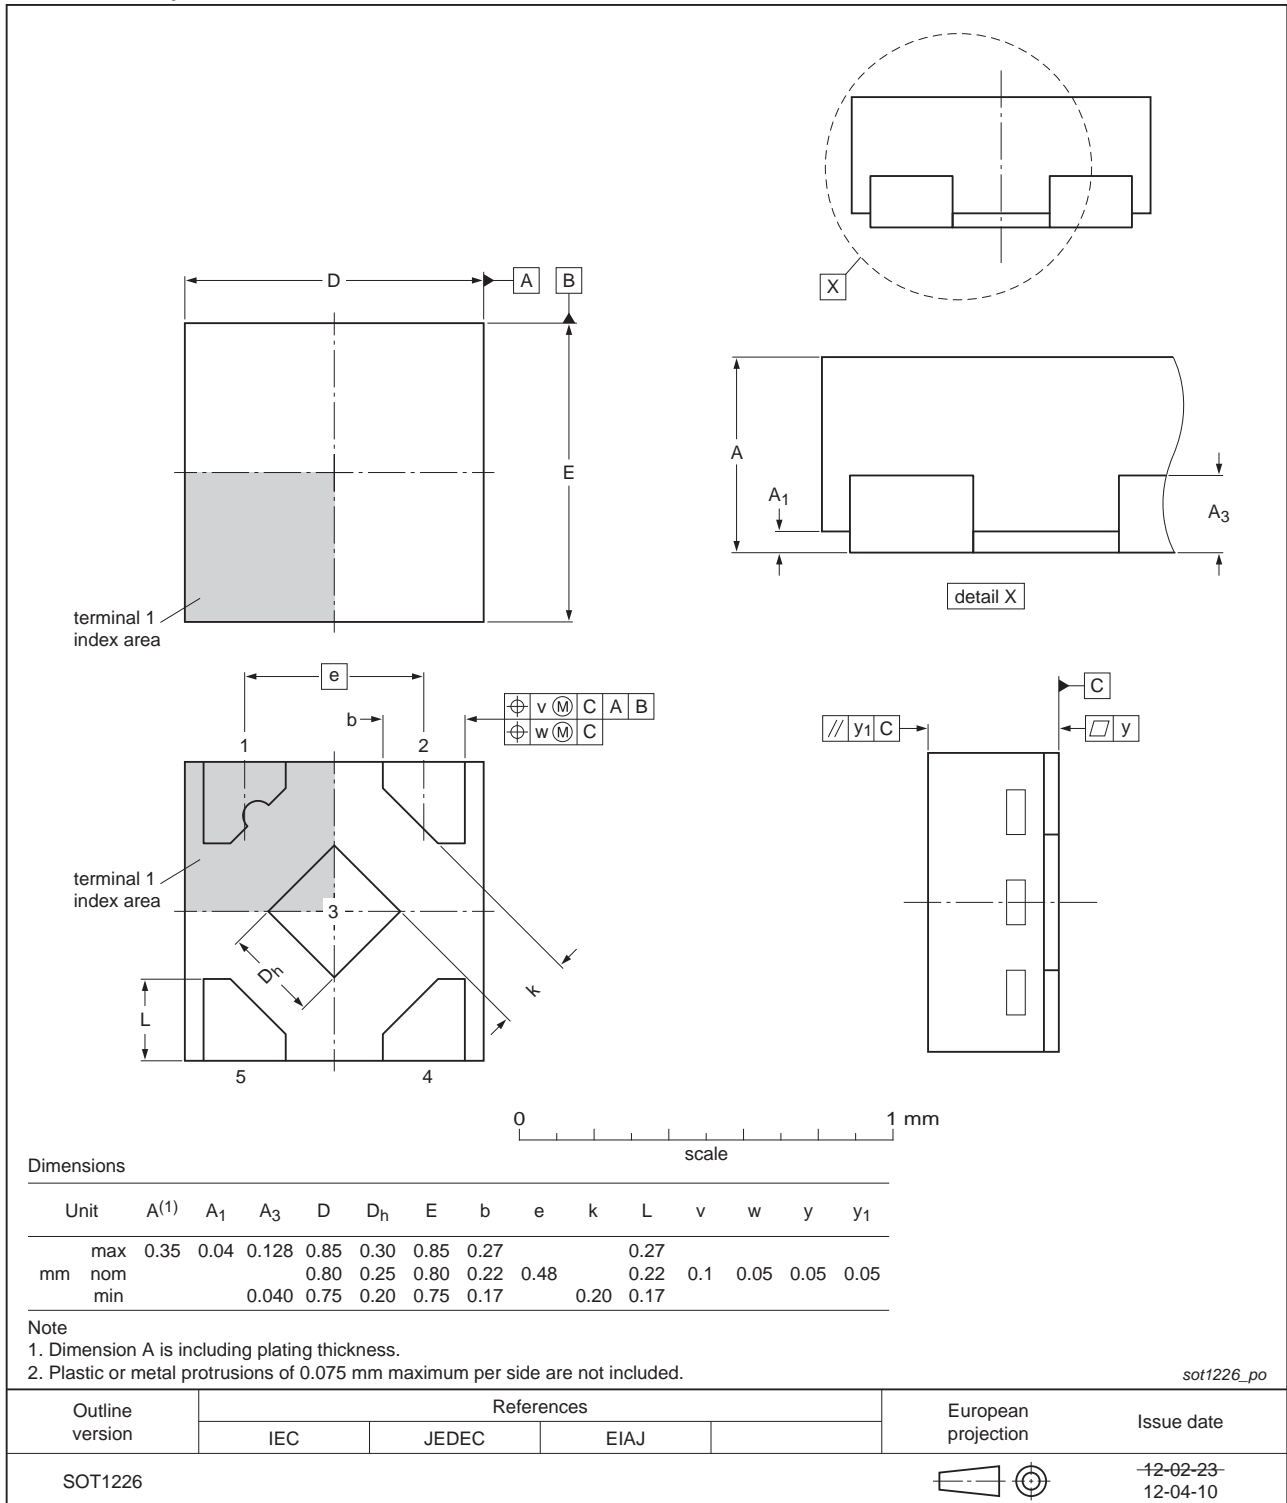 X
D
A
B
E
terminal 1
index area
A
A1
A3
detail X
e
b
v M C A B
w M C
1
2
terminal 1
index area
3
Dh
k
L
5
4
C
// y1 C
y
0
1 mm
scale
Dimensions
Unit A(1) A1 A3 D Dh E b e k L v w y y1
max 0.35 0.04 0.128 0.85 0.30 0.85 0.27 0.27
mm nom 0.80 0.25 0.80 0.22 0.48 0.22 0.1 0.05 0.05 0.05
min 0.040 0.75 0.20 0.75 0.17 0.20 0.17
Note
1. Dimension A is including plating thickness.
2. Plastic or metal protrusions of 0.075 mm maximum per side are not included.
sot1226_po
Outline
version
References
IEC
JEDEC
EIAJ
European
projection
Issue date
SOT1226
12-02-23
12-04-10